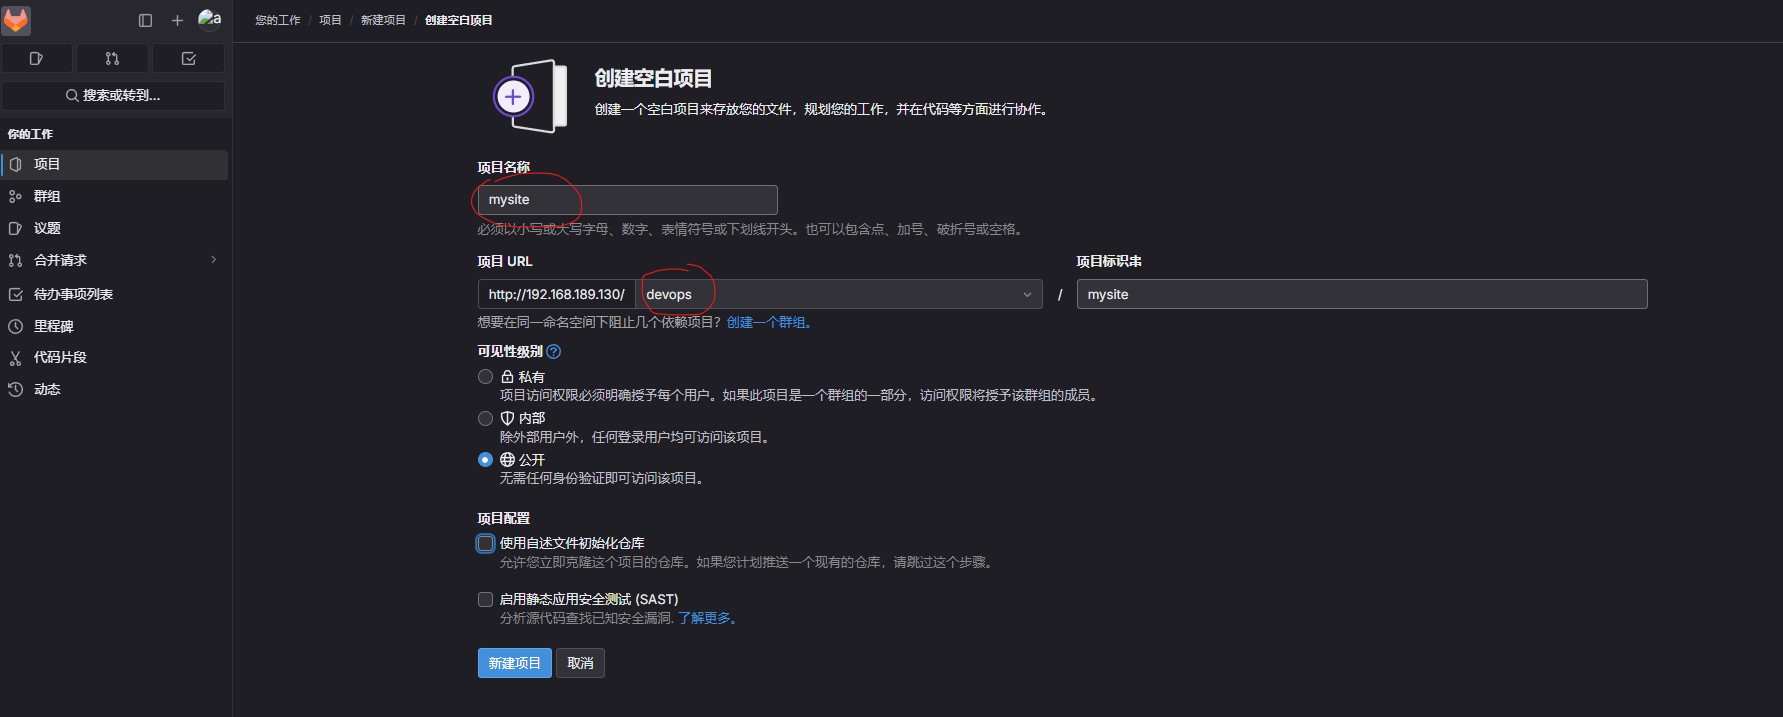 您的工作 / 项目 / 新建项目 / 创建空白项目
搜索或转到...
你的工作
项目
群组
议题
合并请求
待办事项列表
里程碑
代码片段
动态
创建空白项目
创建一个空白项目来存放您的文件，规划您的工作，并在代码等方面进行协作。
项目名称
mysite
必须以小写或大写字母、数字、表情符号或下划线开头。也可以包含点、加号、破折号或空格。
项目 URL
http://192.168.189.130/ devops
/
项目标识串
mysite
想要在同一命名空间下阻止几个依赖项目？创建一个群组。
可见性级别
私有
项目访问权限必须明确授予每个用户。如果此项目是一个群组的一部分，访问权限将授予该群组的成员。
内部
除外部用户外，任何登录用户均可访问该项目。
公开
无需任何身份验证即可访问该项目。
项目配置
使用自述文件初始化仓库
允许您立即克隆这个项目的仓库。如果您计划推送一个现有的仓库，请跳过这个步骤。
启用静态应用安全测试 (SAST)
分析源代码查找已知安全漏洞. 了解更多。
新建项目 取消